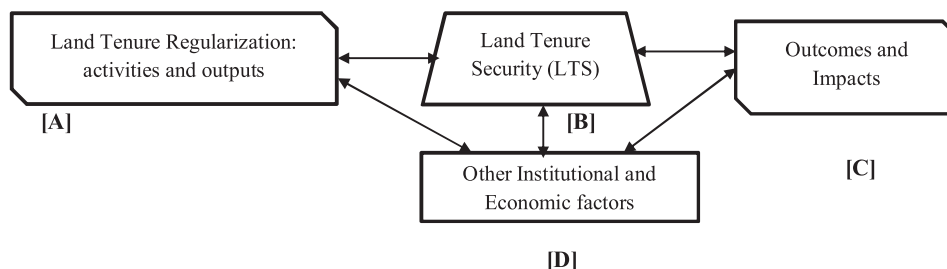 Land Tenure Regularization:
activities and outputs
[A]
Land Tenure
Security (LTS)
[B]
Outcomes and
Impacts
[C]
Other Institutional and
Economic factors
[D]